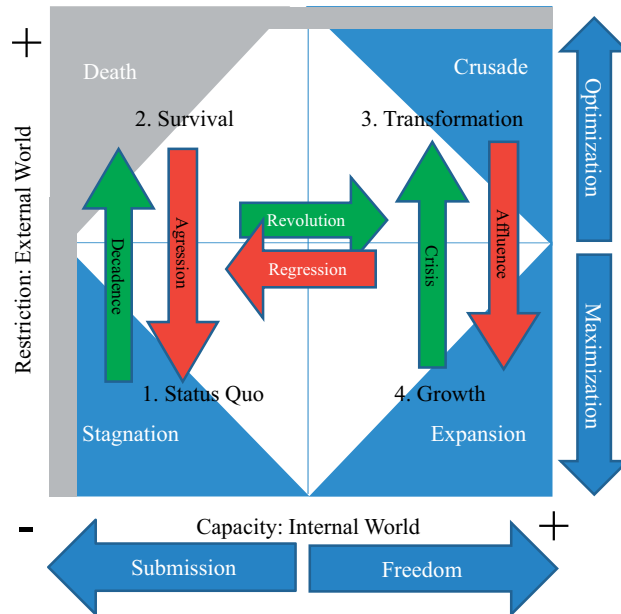 +
Death
Crusade
2. Survival
3. Transformation
Optimization
Restriction: External World
Decadence
Agression
Revolution
Regression
Crisis
Affluence
Maximization
1. Status Quo
4. Growth
Stagnation
Expansion
-
Capacity: Internal World
+
Submission
Freedom